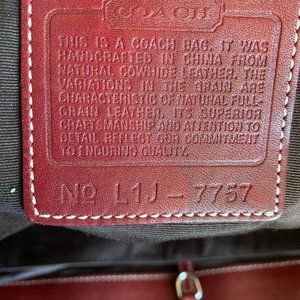 COACH
THIS IS A COACH BAG. IT WAS
HANDCRAFTED IN CHINA FROM
NATURAL COWHIDE LEATHER. THE
VARIATIONS IN THE GRAIN ARE
CHARACTERISTIC OF NATURAL FULL-
GRAIN LEATHER. ITS SUPERIOR
CRAFTSMANSHIP AND ATTENTION TO
DETAIL REFLECT OUR COMMITMENT
TO ENDURING QUALITY.
No L1J-7757